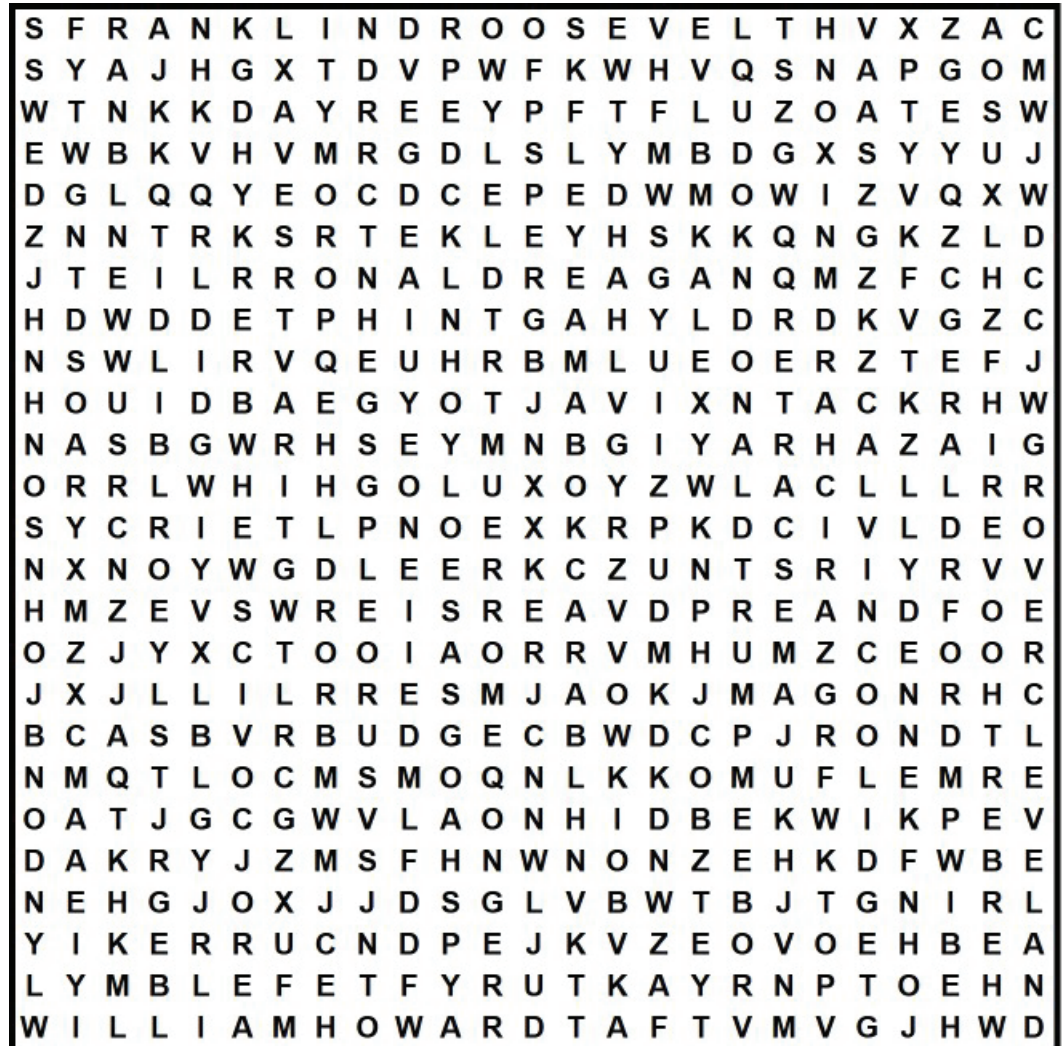 S F R A N K L I N D R O O S E V E L T H V X Z A C
S Y A J H G X T D V P W F K W H V Q S N A P G O M
W T N K K D A Y R E E Y P F T F L U Z O A T E S W
E W B K V H V M R G D L S L Y M B D G X S Y Y U J
D G L Q Q Y E O C D C E P E D W M O W I Z V Q X W
Z N N T R K S R T E K L E Y H S K K Q N G K Z L D
J T E I L R R O N A L D R E A G A N Q M Z F C H C
H D W D D E T P H I N T G A H Y L D R D K V G Z C
N S W L I R V Q E U H R B M L U E O E R Z T E F J
H O U I D B A E G Y O T J A V I X N T A C K R H W
N A S B G W R H S E Y M N B G I Y A R H A Z A I G
O R R L W H I H G O L U X O Y Z W L A C L L L R R
S Y C R I E T L P N O E X K R P K D C I V L D E O
N X N O Y W G D L E E R K C Z U N T S R I Y R V V
H M Z E V S W R E I S R E A V D P R E A N D F O E
O Z J Y X C T O O I A O R R V M H U M Z C E O O R
J X J L L I L R R E S M J A O K J M A G O N R H C
B C A S B V R B U D G E C B W D C P J R O N D T L
N M Q T L O C M S M O Q N L K K O M U F L E M R E
O A T J G C G W V L A O N H I D B E K W I K P E V
D A K R Y J Z M S F H N W N O N Z E H K D F W B E
N E H G J O X J J D S G L V B W T B J T G N I R L
Y I K E R R U C N D P E J K V Z E O V O E H B E A
L Y M B L E F E T F Y R U T K A Y R N P T O E H N
W I L L I A M H O W A R D T A F T V M V G J H W D